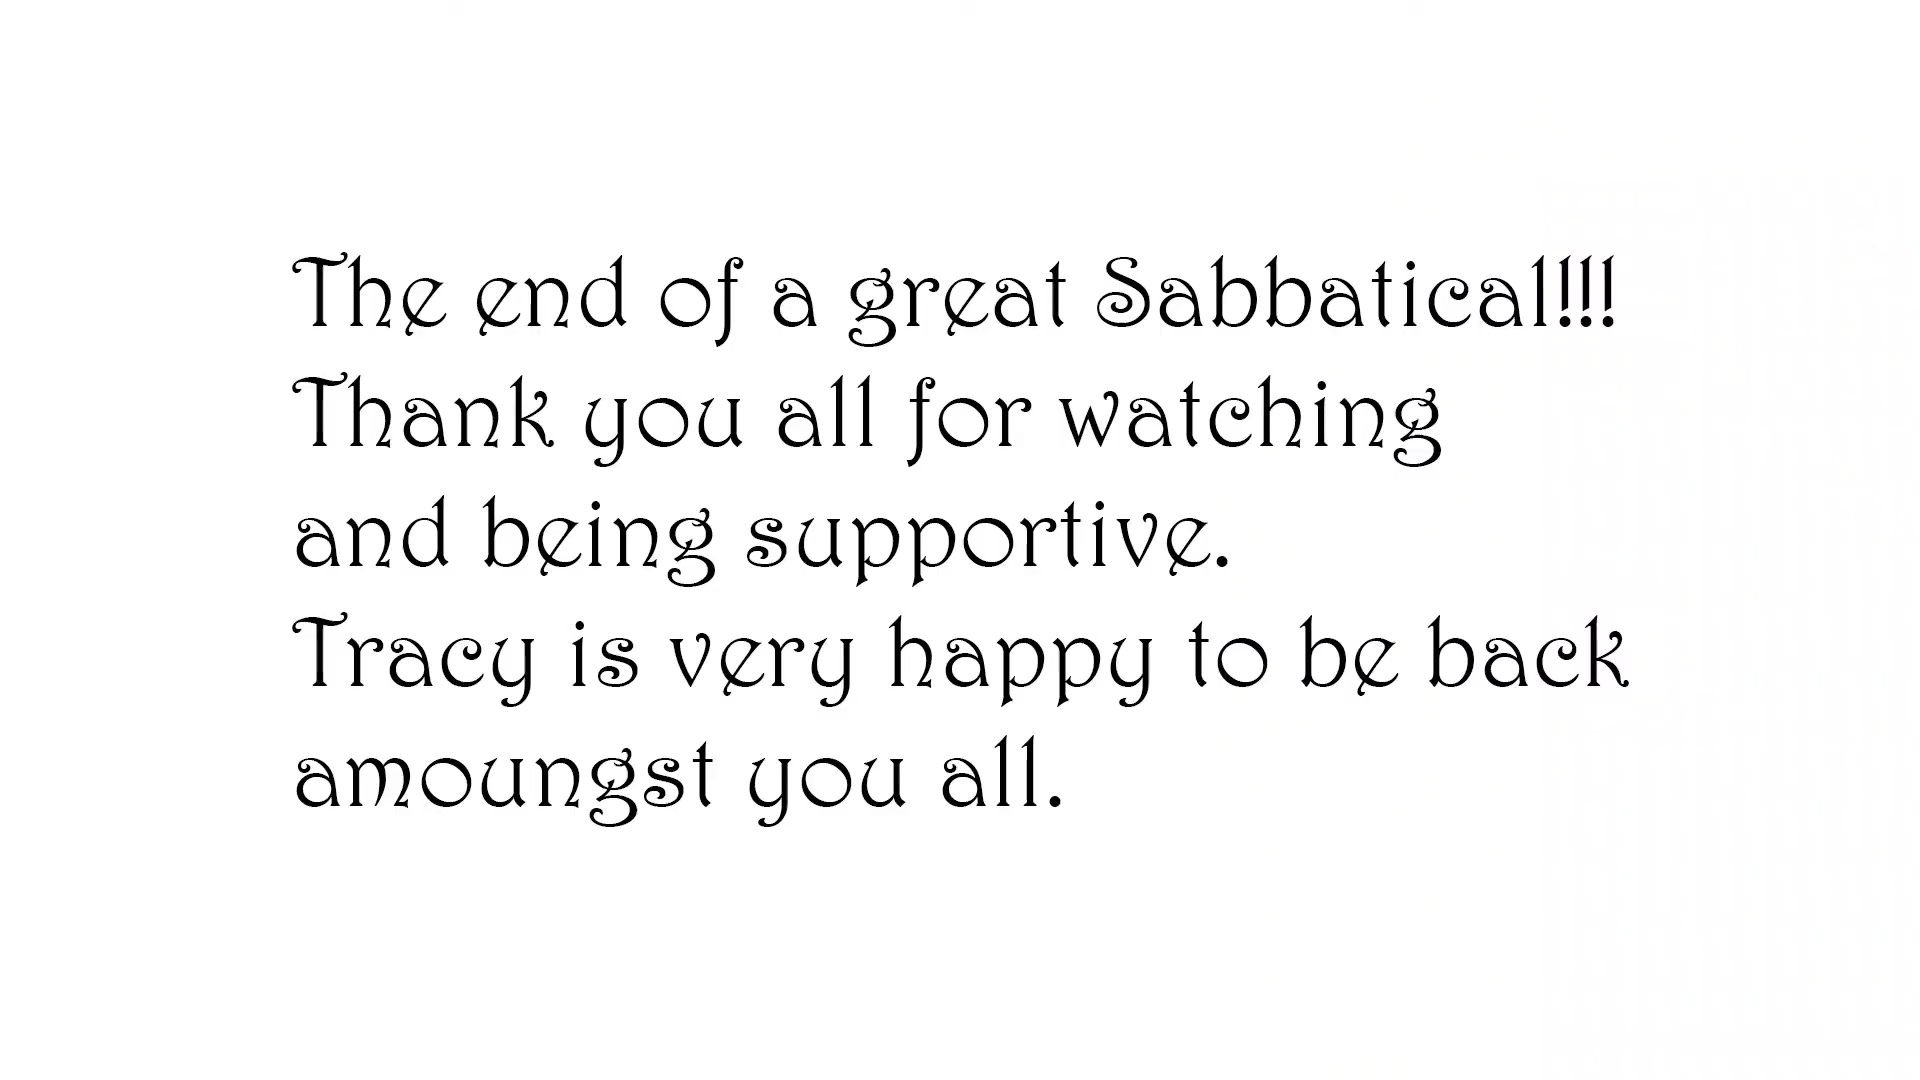 The end of a great Sabbatical!!!
Thank you all for watching
and being supportive.
Tracy is very happy to be back
amoungst you all.